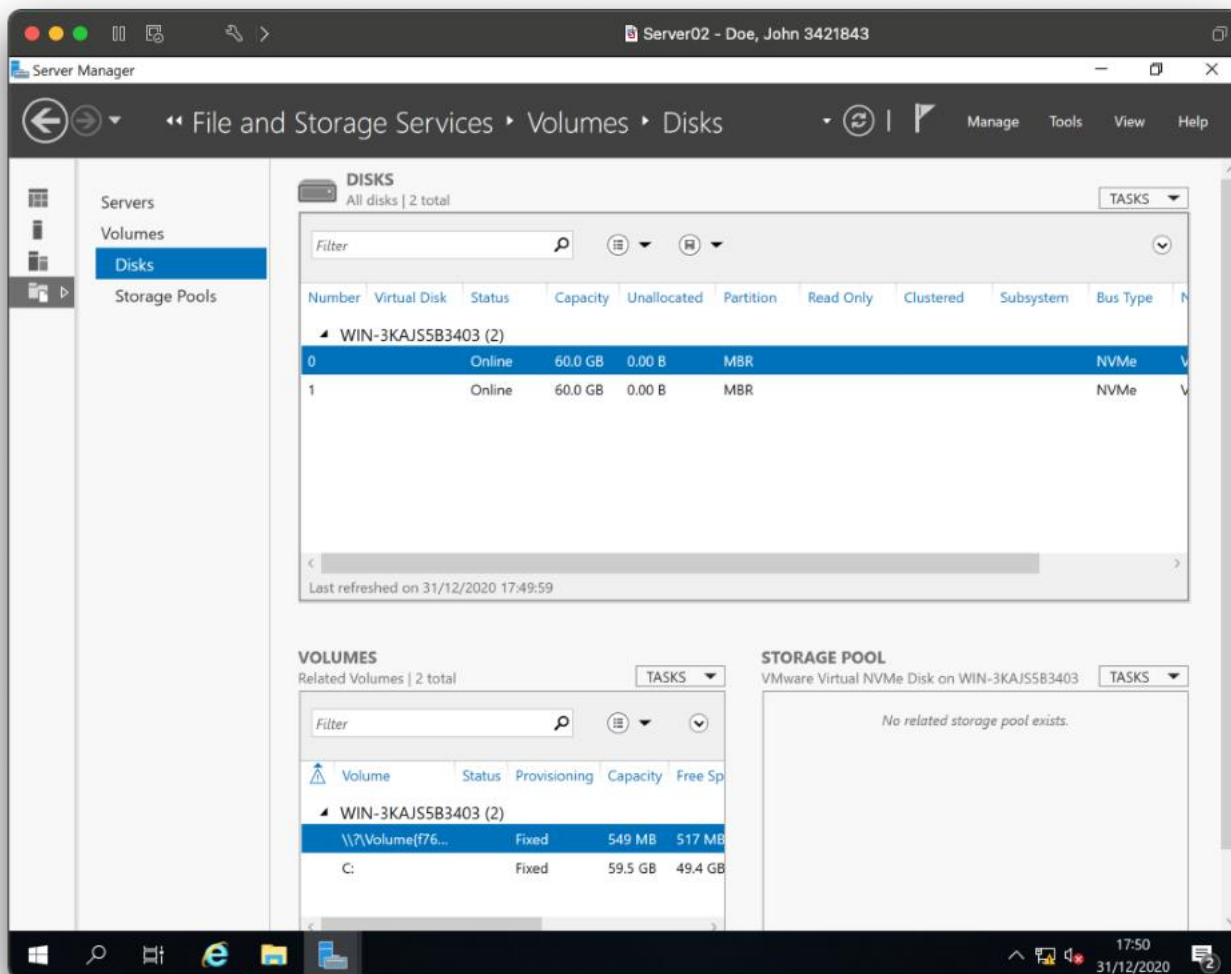 Server02 - Doe, John 3421843
Server Manager
File and Storage Services ‣ Volumes ‣ Disks
Manage Tools View Help
Servers
Volumes
Disks
Storage Pools
DISKS
All disks | 2 total
TASKS
Filter
Number Virtual Disk Status Capacity Unallocated Partition Read Only Clustered Subsystem Bus Type
WIN-3KAJS5B3403 (2)
0 Online 60.0 GB 0.00 B MBR NVMe V
1 Online 60.0 GB 0.00 B MBR NVMe V
Last refreshed on 31/12/2020 17:49:59
VOLUMES
Related Volumes | 2 total
TASKS
Filter
Volume Status Provisioning Capacity Free Sp
WIN-3KAJS5B3403 (2)
\\?\Volume{f76... Fixed 549 MB 517 MB
C: Fixed 59.5 GB 49.4 GB
STORAGE POOL
VMware Virtual NVMe Disk on WIN-3KAJS5B3403
TASKS
No related storage pool exists.
17:50
31/12/2020
2